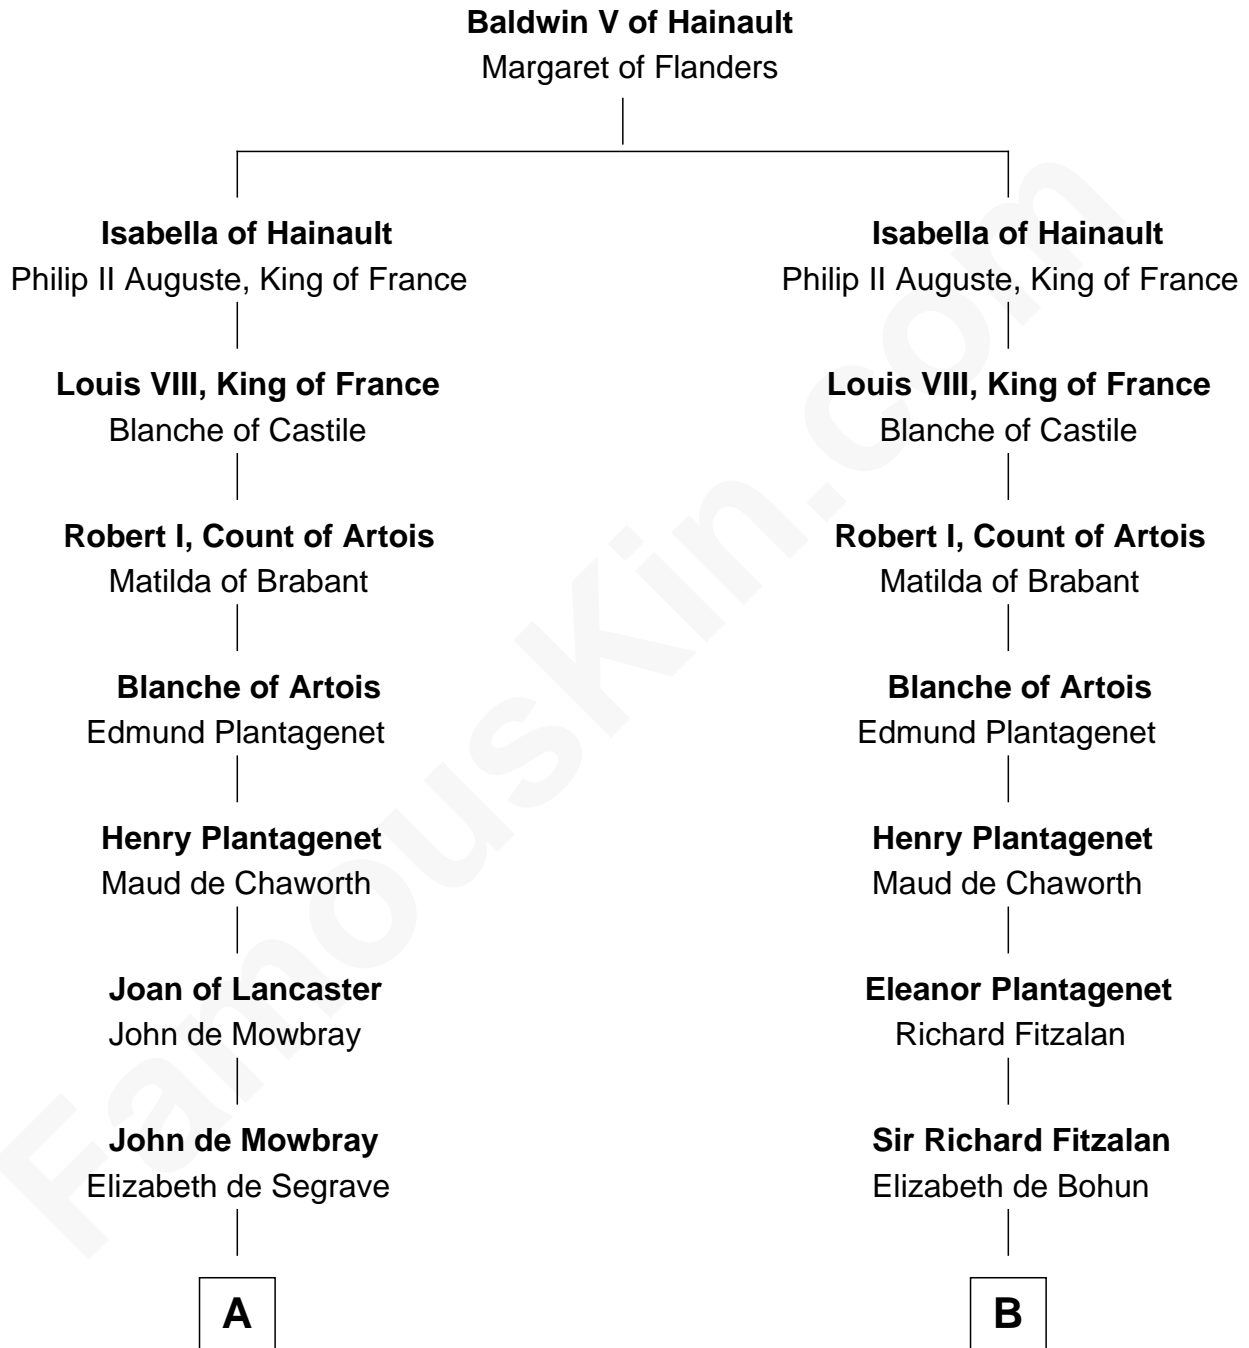 Baldwin V of Hainault
Margaret of Flanders
Isabella of Hainault
Philip II Auguste, King of France
Louis VIII, King of France
Blanche of Castile
Robert I, Count of Artois
Matilda of Brabant
Blanche of Artois
Edmund Plantagenet
Henry Plantagenet
Maud de Chaworth
Joan of Lancaster
John de Mowbray
John de Mowbray
Elizabeth de Segrave
A
Isabella of Hainault
Philip II Auguste, King of France
Louis VIII, King of France
Blanche of Castile
Robert I, Count of Artois
Matilda of Brabant
Blanche of Artois
Edmund Plantagenet
Henry Plantagenet
Maud de Chaworth
Eleanor Plantagenet
Richard Fitzalan
Sir Richard Fitzalan
Elizabeth de Bohun
B
FamousKin.com